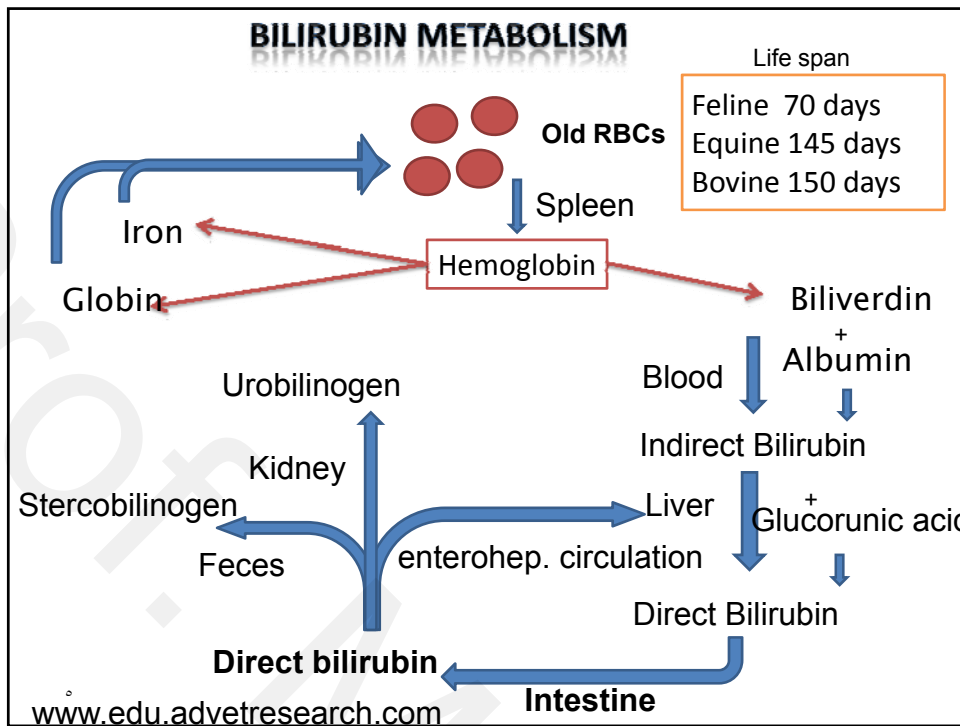 BILIRUBIN METABOLISM
Life span
Feline 70 days
Equine 145 days
Bovine 150 days
Old RBCs
Spleen
Iron
Hemoglobin
Globin
Biliverdin
+
Albumin
Blood
Urobilinogen
Indirect Bilirubin
Kidney
Stercobilinogen
Liver
+
Glucorunic acid
Feces
enterohep. circulation
Direct Bilirubin
Direct bilirubin
Intestine
www.edu.advetresearch.com
Prof.